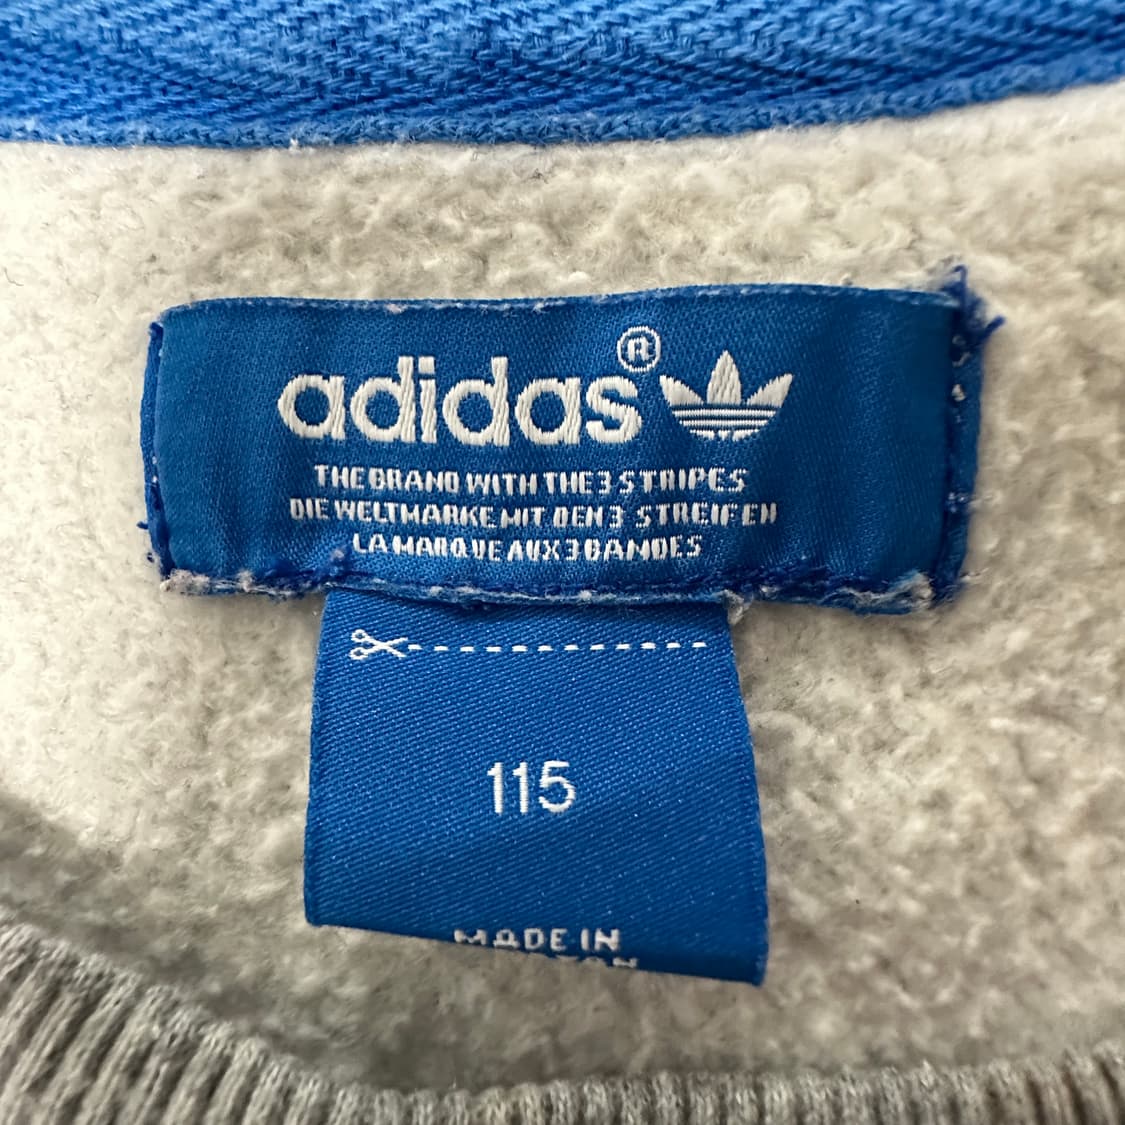 adidas®
THE BRAND WITH THE 3 STRIPES
DIE WELTMARKE MIT DEN 3 STREIFEN
LA MARQUE AUX 3 BANDES
115
MADE IN